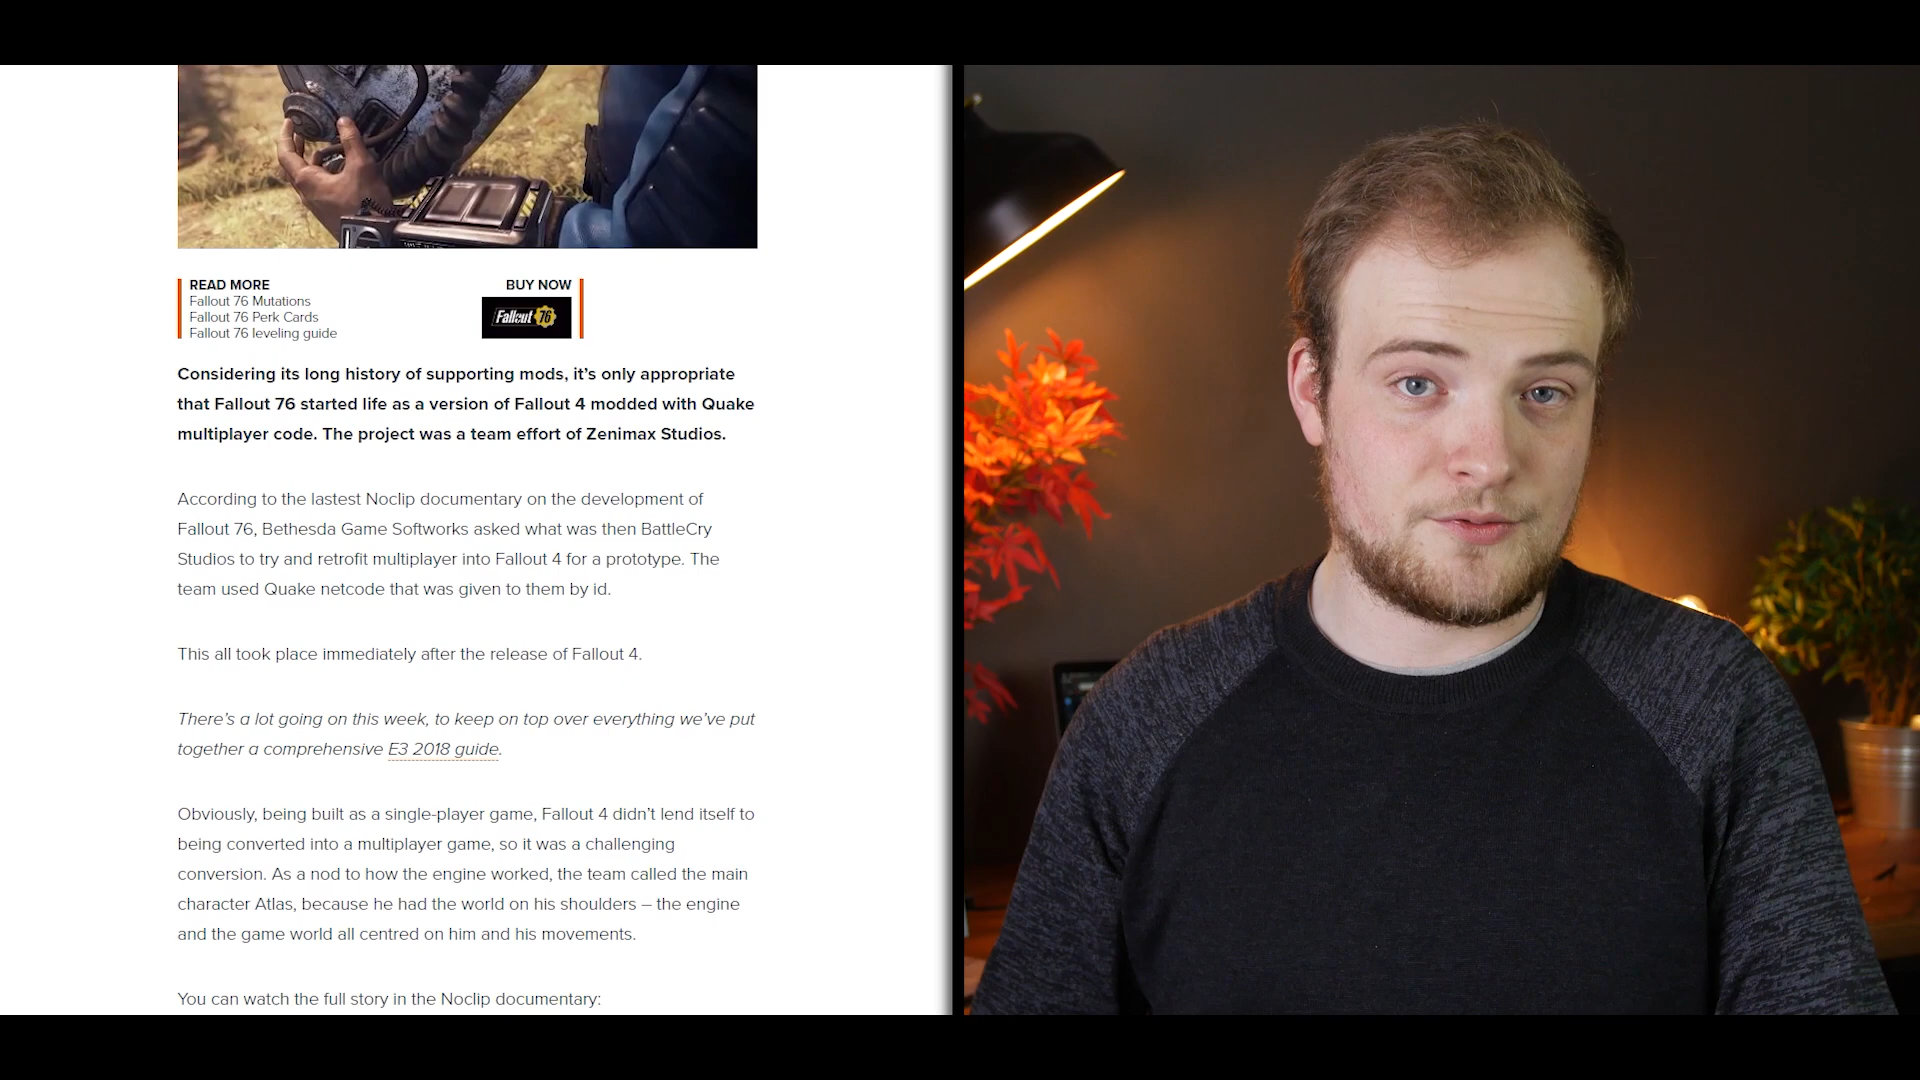 READ MORE
Fallout 76 Mutations
Fallout 76 Perk Cards
Fallout 76 leveling guide
BUY NOW
Fallout 76
Considering its long history of supporting mods, it’s only appropriate
that Fallout 76 started life as a version of Fallout 4 modded with Quake
multiplayer code. The project was a team effort of Zenimax Studios.
According to the lastest Noclip documentary on the development of
Fallout 76, Bethesda Game Softworks asked what was then BattleCry
Studios to try and retrofit multiplayer into Fallout 4 for a prototype. The
team used Quake netcode that was given to them by id.
This all took place immediately after the release of Fallout 4.
There’s a lot going on this week, to keep on top over everything we’ve put
together a comprehensive E3 2018 guide.
Obviously, being built as a single-player game, Fallout 4 didn’t lend itself to
being converted into a multiplayer game, so it was a challenging
conversion. As a nod to how the engine worked, the team called the main
character Atlas, because he had the world on his shoulders – the engine
and the game world all centred on him and his movements.
You can watch the full story in the Noclip documentary: